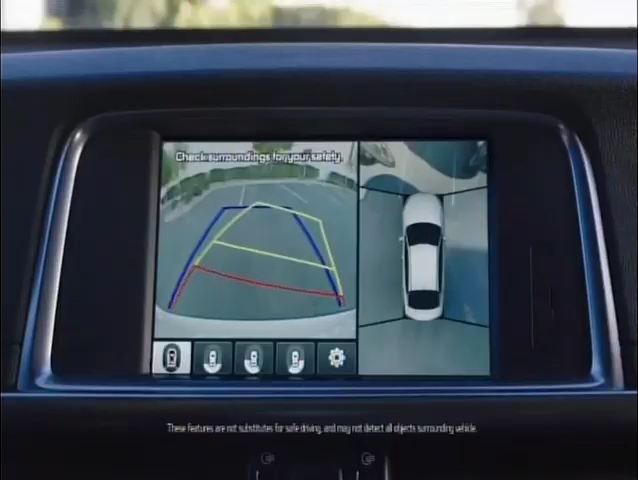 Check surroundings for your safety.
These features are not substitutes for safe driving, and may not detect all objects surrounding vehicle.